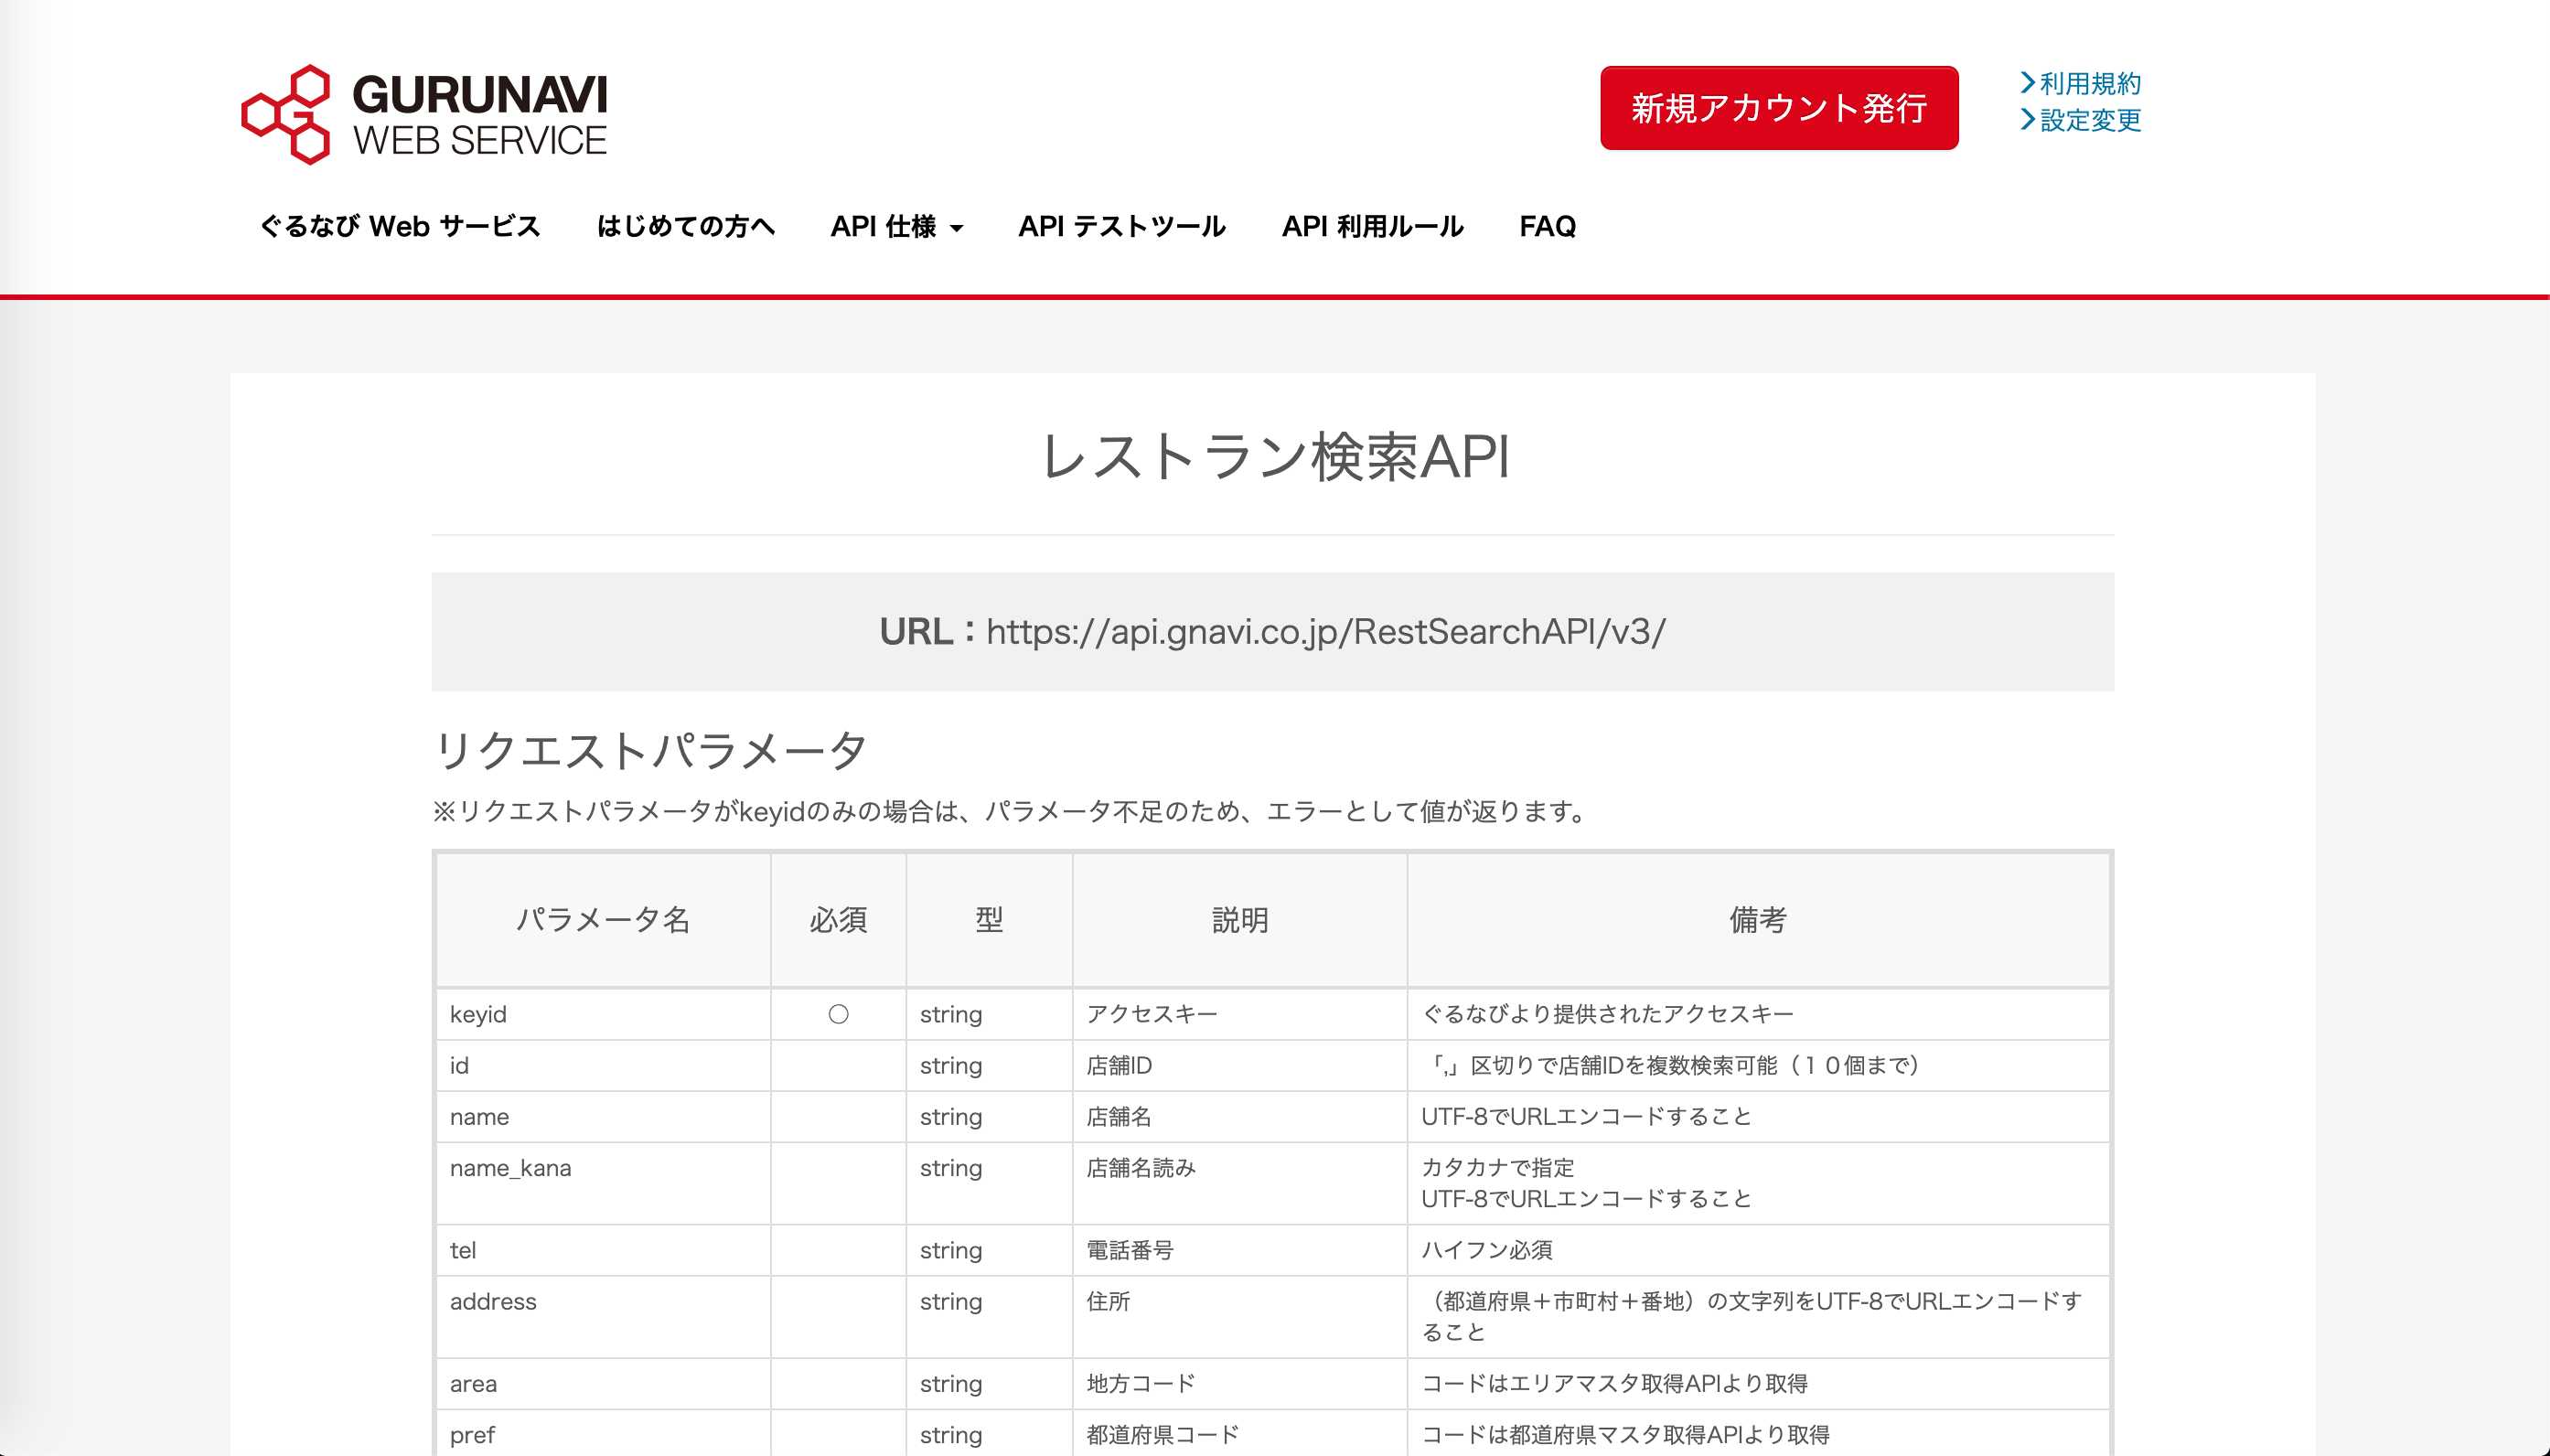 GURUNAVI
WEB SERVICE
新規アカウント発行
利用規約
設定変更
ぐるなび Web サービス はじめての方へ API 仕様 API テストツール API 利用ルール FAQ
レストラン検索API
URL：https://api.gnavi.co.jp/RestSearchAPI/v3/
リクエストパラメータ
※リクエストパラメータがkeyidのみの場合は、パラメータ不足のため、エラーとして値が返ります。
パラメータ名 必須 型 説明 備考
keyid ○ string アクセスキー ぐるなびより提供されたアクセスキー
id string 店舗ID 「,」区切りで店舗IDを複数検索可能（１０個まで）
name string 店舗名 UTF-8でURLエンコードすること
name_kana string 店舗名読み カタカナで指定
UTF-8でURLエンコードすること
tel string 電話番号 ハイフン必須
address string 住所 （都道府県＋市町村＋番地）の文字列をUTF-8でURLエンコードす
ること
area string 地方コード コードはエリアマスタ取得APIより取得
pref string 都道府県コード コードは都道府県マスタ取得APIより取得